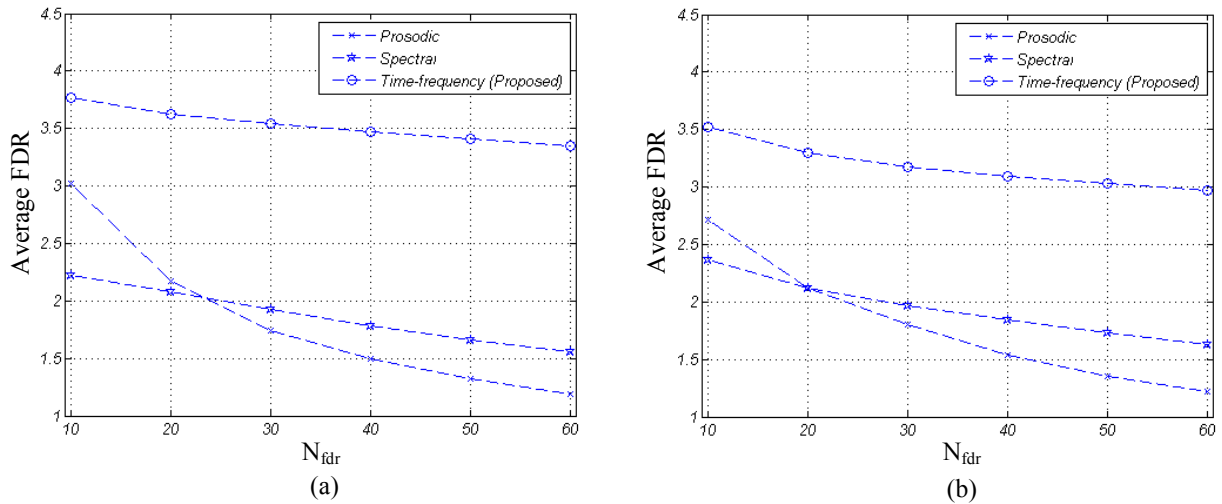 4.5
4
3.5
3
2.5
2
1.5
1
Average FDR
Prosodic
Spectral
Time-frequency (Proposed)
10 20 30 40 50 60
N_fdr
(a)
4.5
4
3.5
3
2.5
2
1.5
1
Average FDR
Prosodic
Spectral
Time-frequency (Proposed)
10 20 30 40 50 60
N_fdr
(b)